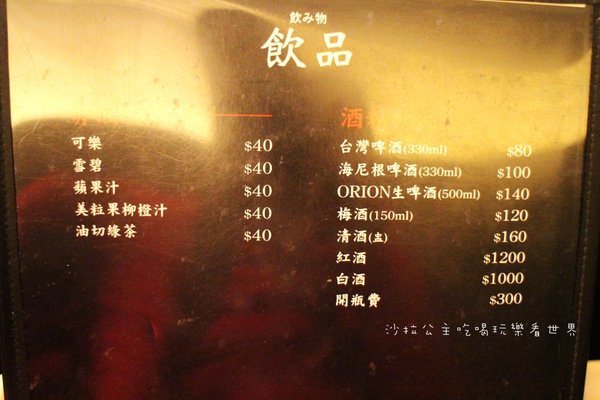 飲み物
飲品
可樂 $40
雪碧 $40
蘋果汁 $40
美粒果柳橙汁 $40
油切綠茶 $40
酒
台灣啤酒(330ml) $80
海尼根啤酒(330ml) $100
ORION生啤酒(500ml) $140
梅酒(150ml) $120
清酒(盅) $160
紅酒 $1200
白酒 $1000
開瓶費 $300
沙拉公主吃喝玩樂看世界